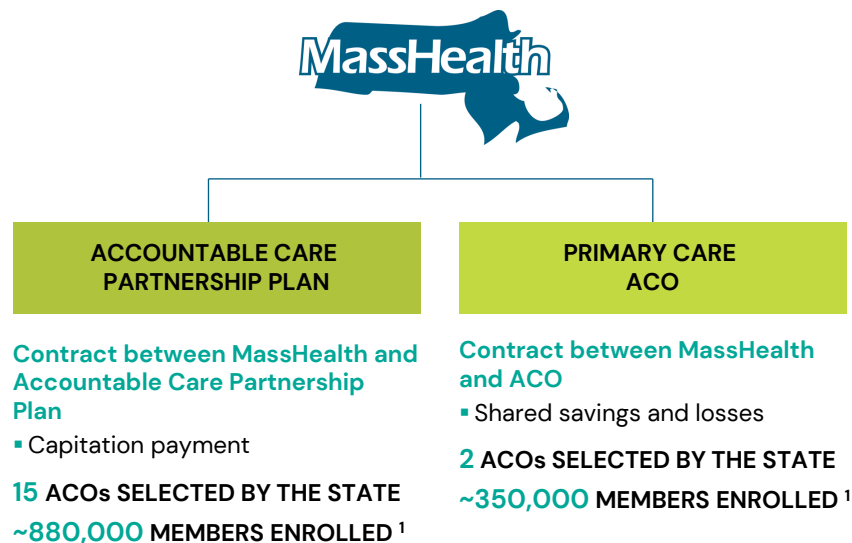 MassHealth
ACCOUNTABLE CARE
PARTNERSHIP PLAN
Contract between MassHealth and
Accountable Care Partnership
Plan
▪ Capitation payment
15 ACOs SELECTED BY THE STATE
~880,000 MEMBERS ENROLLED ¹
PRIMARY CARE
ACO
Contract between MassHealth
and ACO
▪ Shared savings and losses
2 ACOs SELECTED BY THE STATE
~350,000 MEMBERS ENROLLED ¹